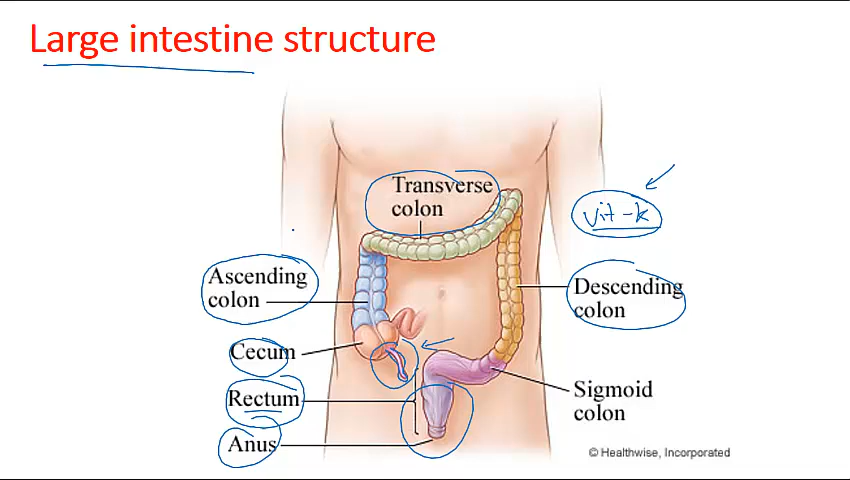 Large intestine structure
Transverse
colon
vit-k
Ascending
colon
Descending
colon
Cecum
Rectum
Sigmoid
colon
Anus
© Healthwise, Incorporated